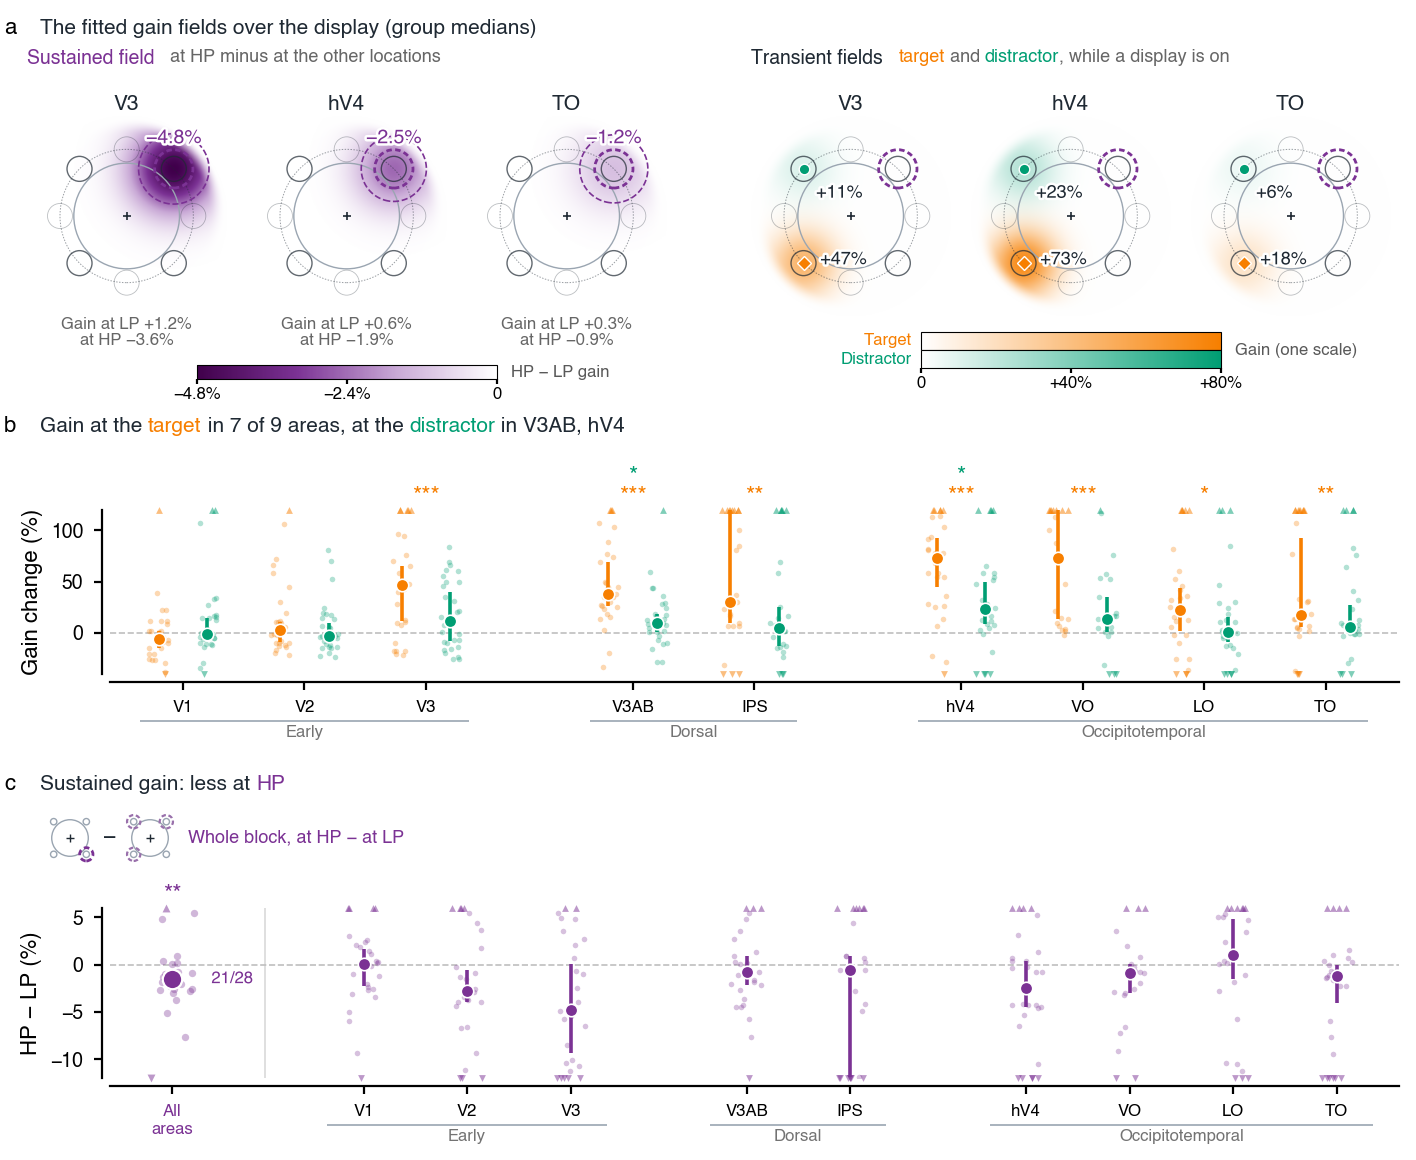 a The fitted gain fields over the display (group medians)
Sustained field at HP minus at the other locations
Transient fields target and distractor, while a display is on
V3 hV4 TO V3 hV4 TO
−4.8% −2.5% −1.2%
+11% +23% +6%
+47% +73% +18%
Gain at LP +1.2%
at HP −3.6%
Gain at LP +0.6%
at HP −1.9%
Gain at LP +0.3%
at HP −0.9%
HP − LP gain
−4.8% −2.4% 0
Target
Distractor
Gain (one scale)
0 +40% +80%
b Gain at the target in 7 of 9 areas, at the distractor in V3AB, hV4
* *
*** *** ** *** *** * **
Gain change (%)
100
50
0
V1 V2 V3 V3AB IPS hV4 VO LO TO
Early Dorsal Occipitotemporal
c Sustained gain: less at HP
− Whole block, at HP − at LP
**
HP − LP (%)
5
0
−5
−10
21/28
All
areas
V1 V2 V3 V3AB IPS hV4 VO LO TO
Early Dorsal Occipitotemporal